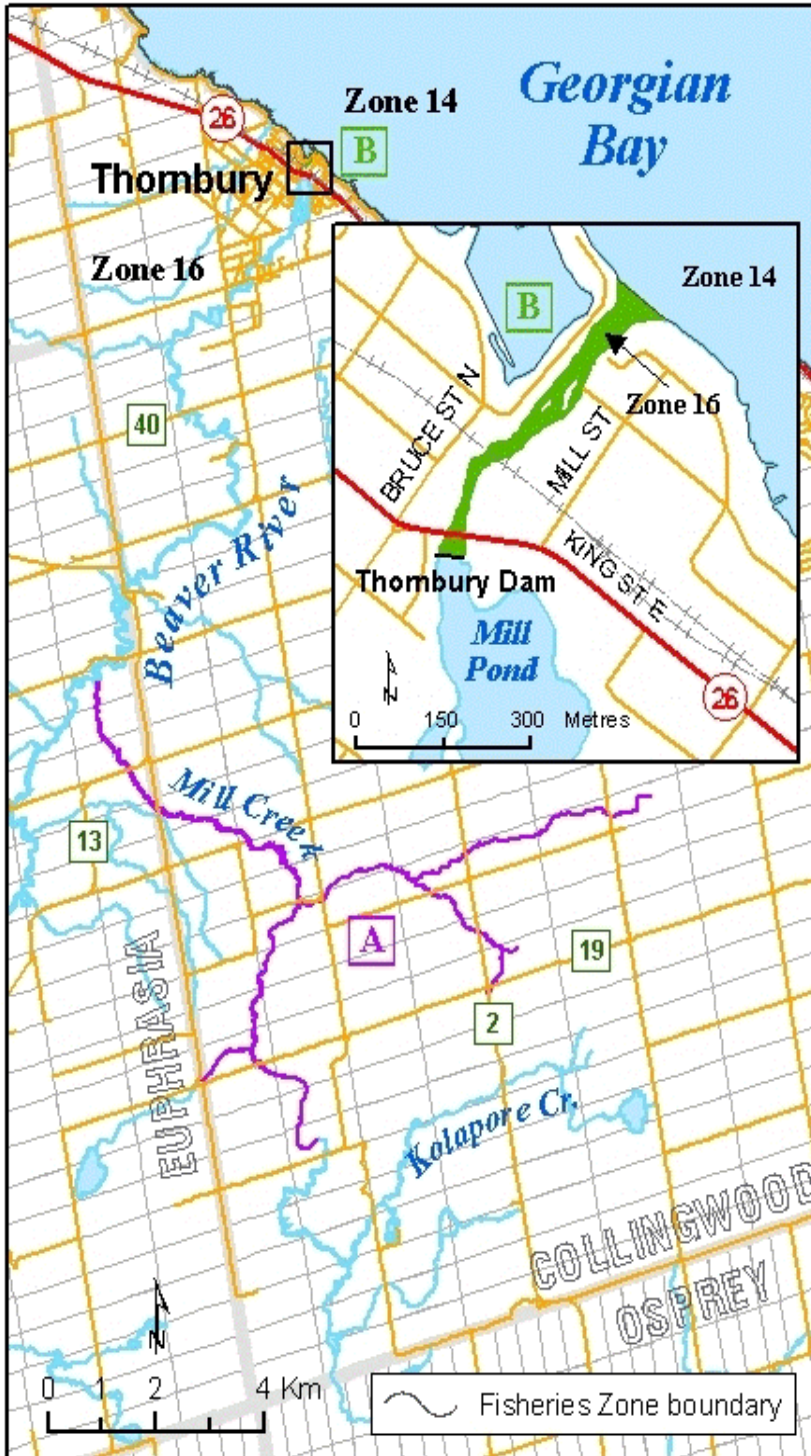 Georgian
Bay
Zone 14
26
B
Thornbury
Zone 16
B
Zone 14
Zone 16
BRUCE ST N
MILL ST
KING ST E
Thornbury Dam
Mill
Pond
26
N
0 150 300 Metres
40
Beaver River
Mill Creek
13
A
19
2
EUPHRASIA
Kolapore Cr.
COLLINGWOOD
OSPREY
N
0 1 2 4 Km
Fisheries Zone boundary